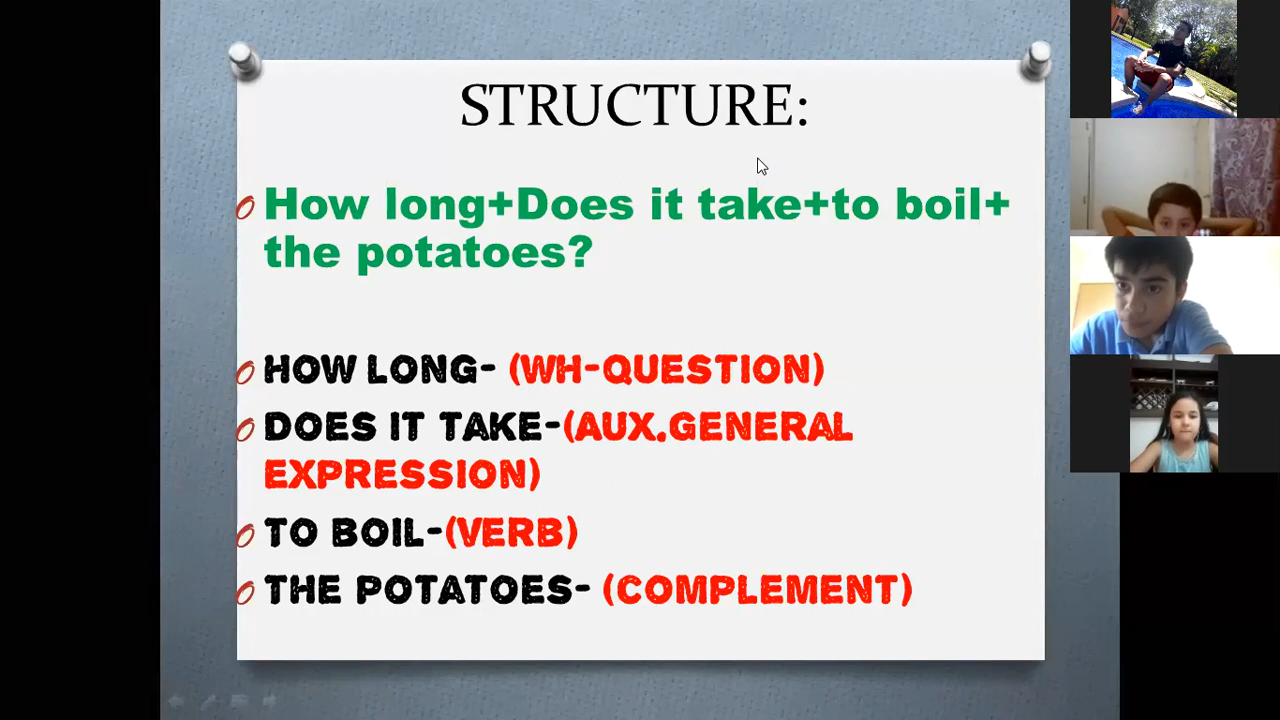 STRUCTURE:
How long+Does it take+to boil+
the potatoes?
HOW LONG- (WH-QUESTION)
DOES IT TAKE-(AUX.GENERAL
EXPRESSION)
TO BOIL-(VERB)
THE POTATOES- (COMPLEMENT)